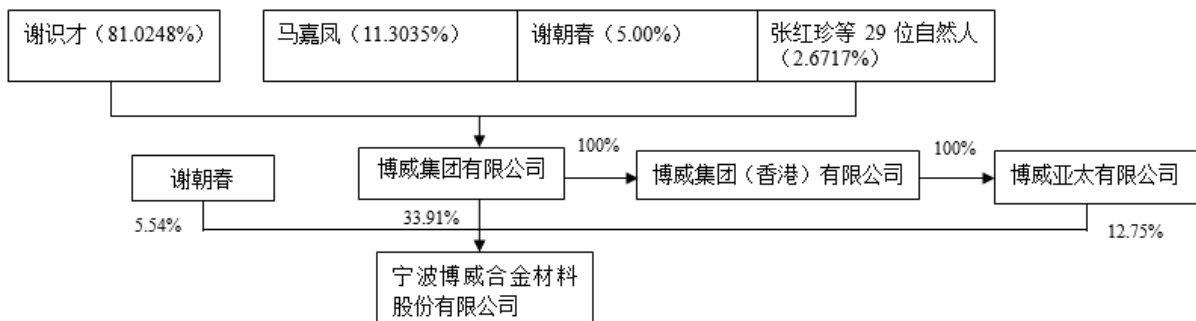 谢识才（81.0248%）
马嘉凤（11.3035%）
谢朝春（5.00%）
张红珍等 29 位自然人
（2.6717%）
谢朝春
博威集团有限公司
100%
博威集团（香港）有限公司
100%
博威亚太有限公司
5.54%
33.91%
12.75%
宁波博威合金材料
股份有限公司